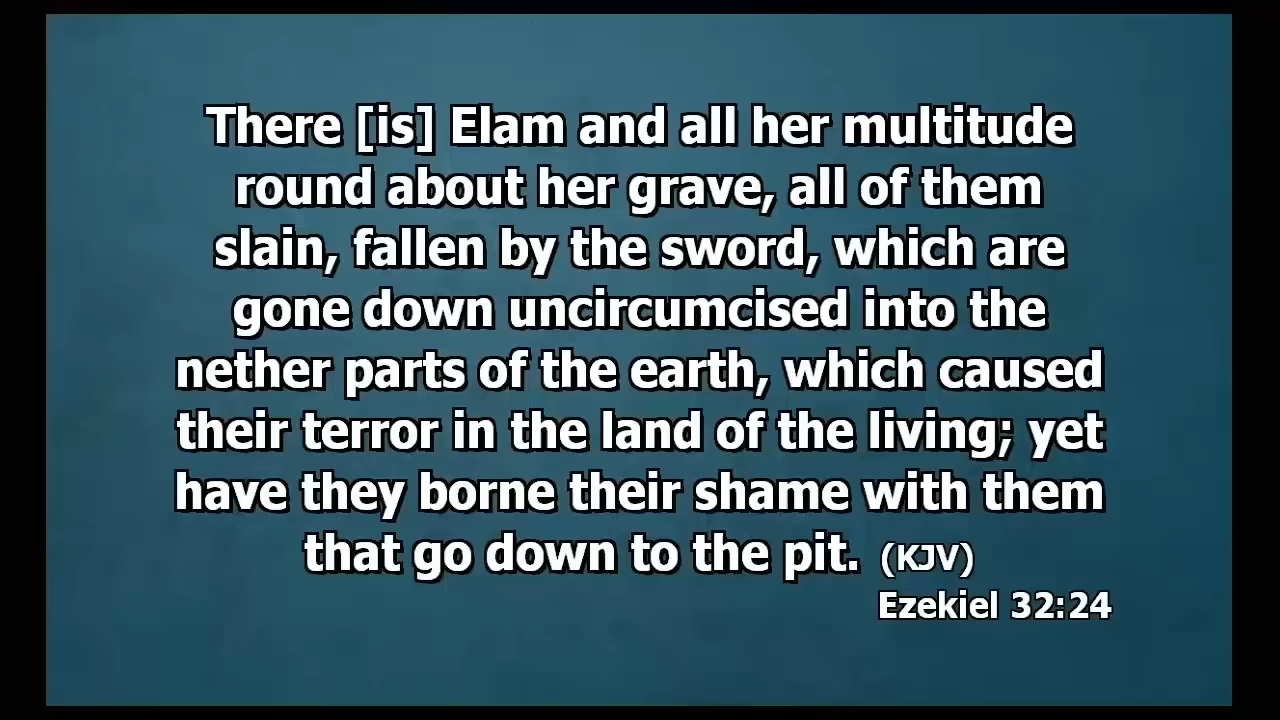 There [is] Elam and all her multitude
round about her grave, all of them
slain, fallen by the sword, which are
gone down uncircumcised into the
nether parts of the earth, which caused
their terror in the land of the living; yet
have they borne their shame with them
that go down to the pit. (KJV)
Ezekiel 32:24